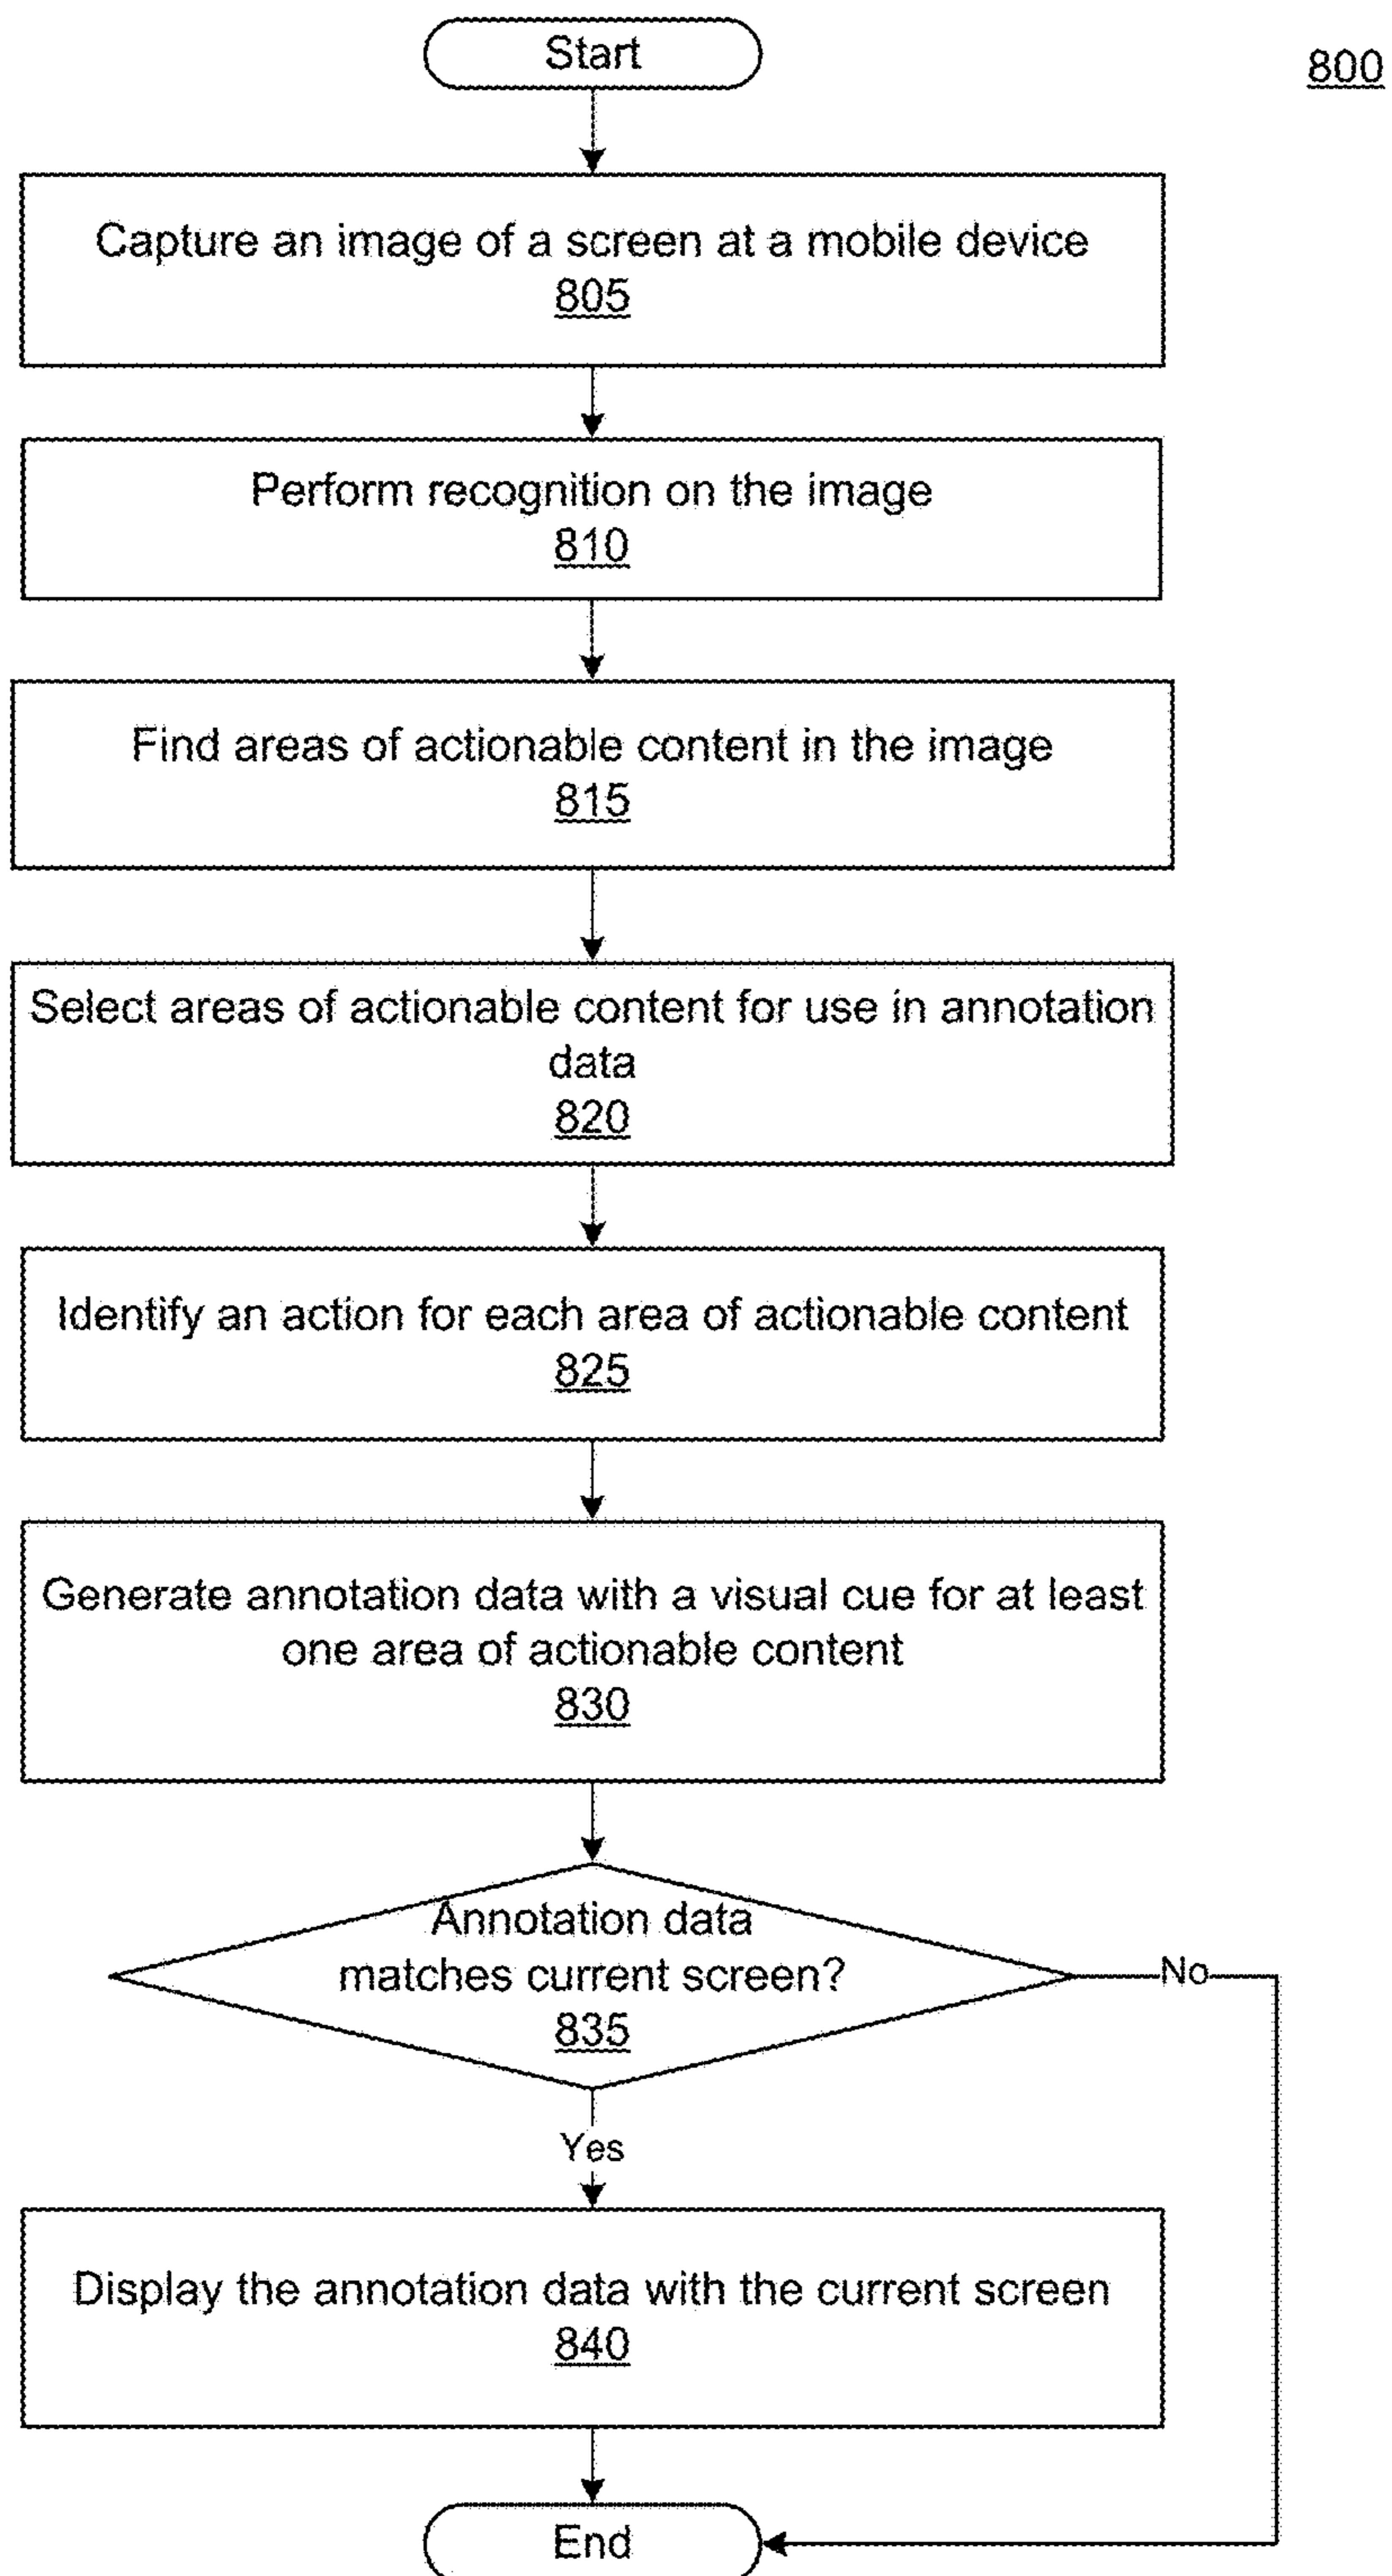 Start
800
Capture an image of a screen at a mobile device
805
Perform recognition on the image
810
Find areas of actionable content in the image
815
Select areas of actionable content for use in annotation
data
820
Identify an action for each area of actionable content
825
Generate annotation data with a visual cue for at least
one area of actionable content
830
Annotation data
matches current screen?
835
No
Yes
Display the annotation data with the current screen
840
End